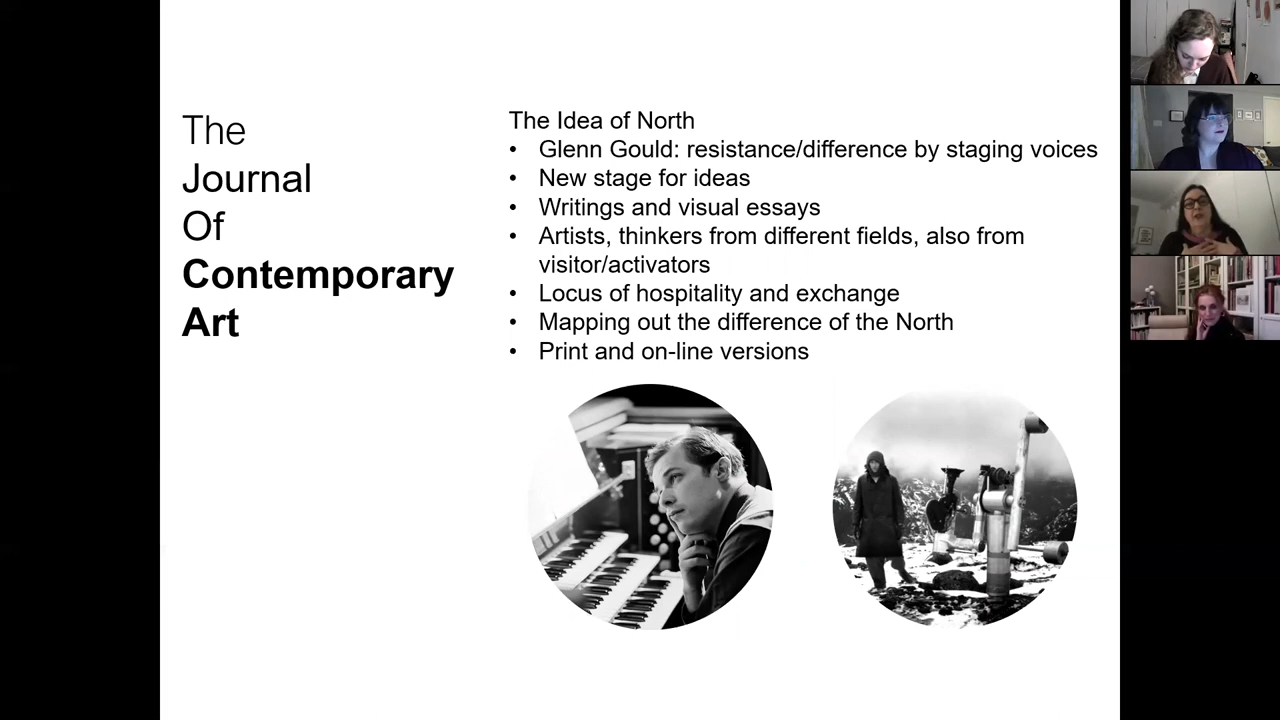 The
Journal
Of
Contemporary
Art
The Idea of North
• Glenn Gould: resistance/difference by staging voices
• New stage for ideas
• Writings and visual essays
• Artists, thinkers from different fields, also from
visitor/activators
• Locus of hospitality and exchange
• Mapping out the difference of the North
• Print and on-line versions